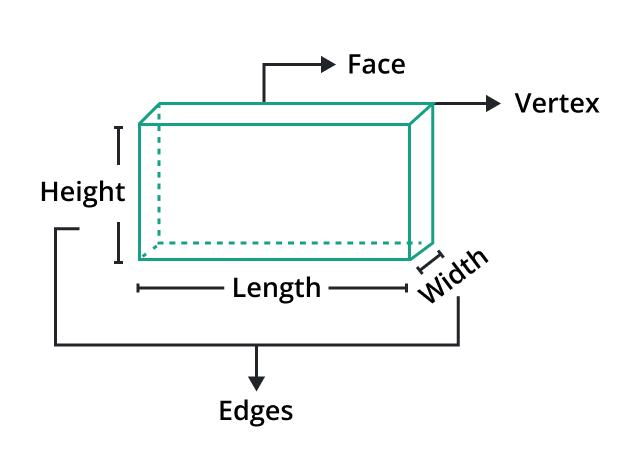 Face
Vertex
Height
Length
Width
Edges